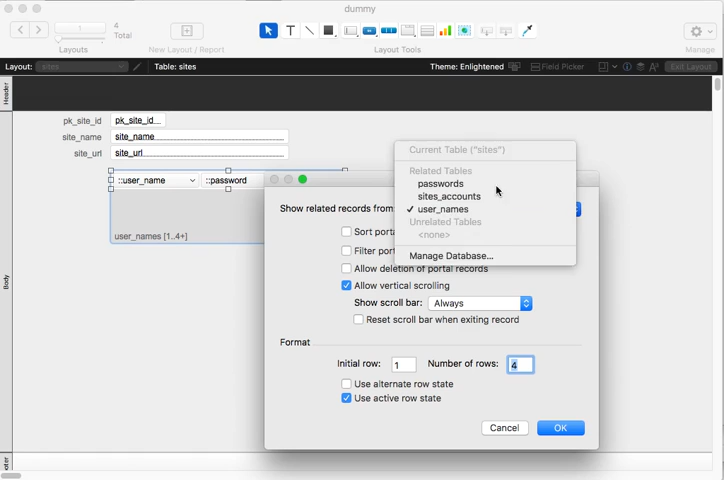 dummy
4
Total
Layouts
New Layout / Report
Layout Tools
Manage
Layout:
sites
Table: sites
Theme: Enlightened
Field Picker
Exit Layout
Header
pk_site_id
pk_site_id
site_name
site_name
site_url
site_url
::user_name
::password
user_names [1..4+]
Body
Current Table ("sites")
Related Tables
passwords
sites_accounts
✓ user_names
Unrelated Tables
<none>
Manage Database...
Show related records from
Sort porta
Filter port
Allow deletion of portal records
Allow vertical scrolling
Show scroll bar: Always
Reset scroll bar when exiting record
Format
Initial row: 1
Number of rows: 4
Use alternate row state
Use active row state
Cancel
OK